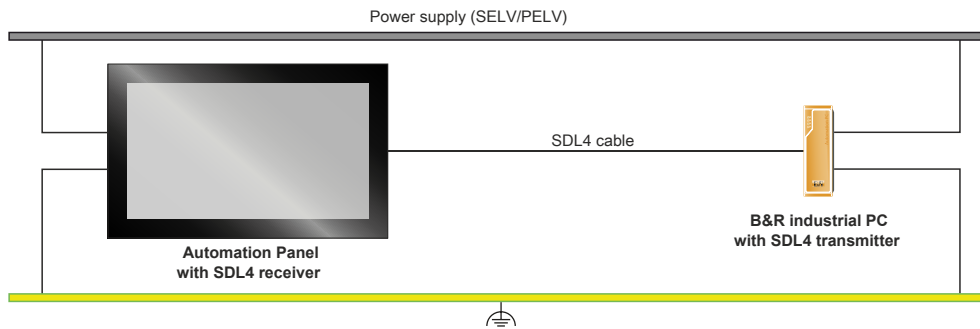 Power supply (SELV/PELV)
SDL4 cable
Automation Panel
with SDL4 receiver
B&R industrial PC
with SDL4 transmitter